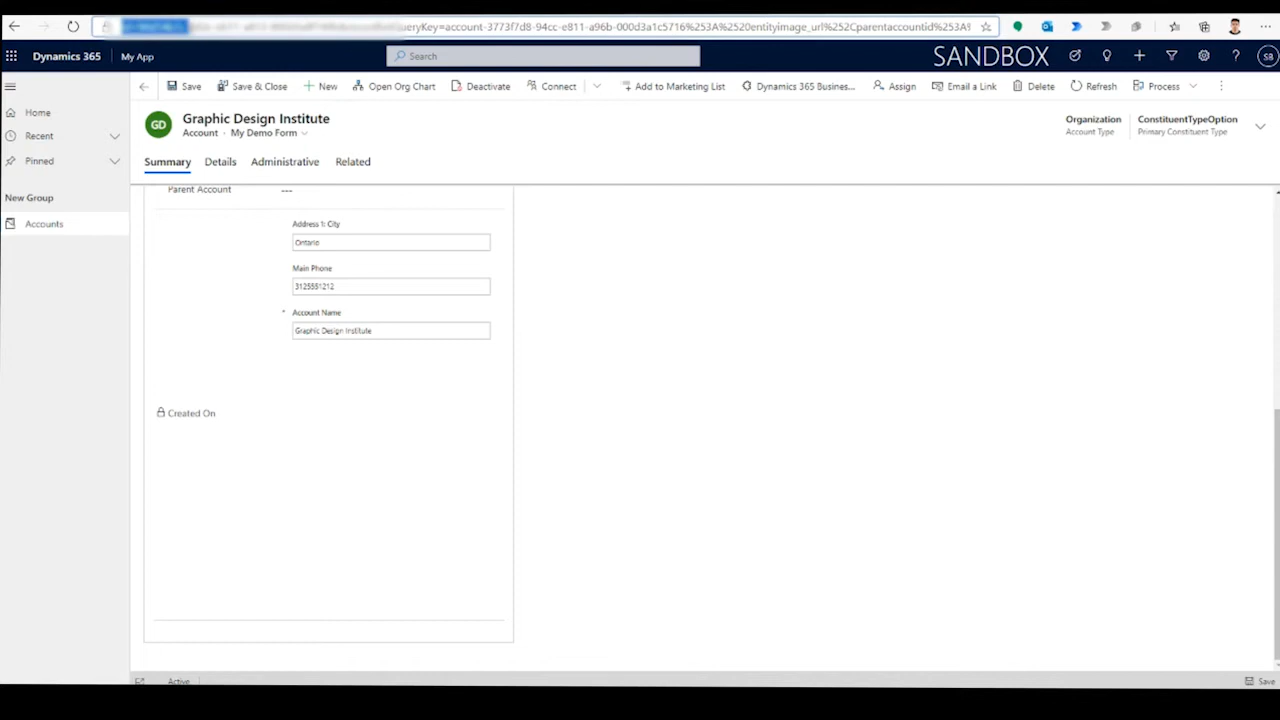 ueryKey=account-3773f7d8-94cc-e811-a96b-000d3a1c5716%253A%2520entityimage_url%252Cparentaccountid%253A9
Dynamics 365 My App Search SANDBOX SB
Save Save & Close New Open Org Chart Deactivate Connect Add to Marketing List Dynamics 365 Busines... Assign Email a Link Delete Refresh Process
Home
Recent
Pinned
New Group
Accounts
GD
Graphic Design Institute
Account · My Demo Form
Organization
Account Type
ConstituentTypeOption
Primary Constituent Type
Summary Details Administrative Related
Parent Account ---
Address 1: City
Ontario
Main Phone
3125551212
* Account Name
Graphic Design Institute
Created On
Active
Save